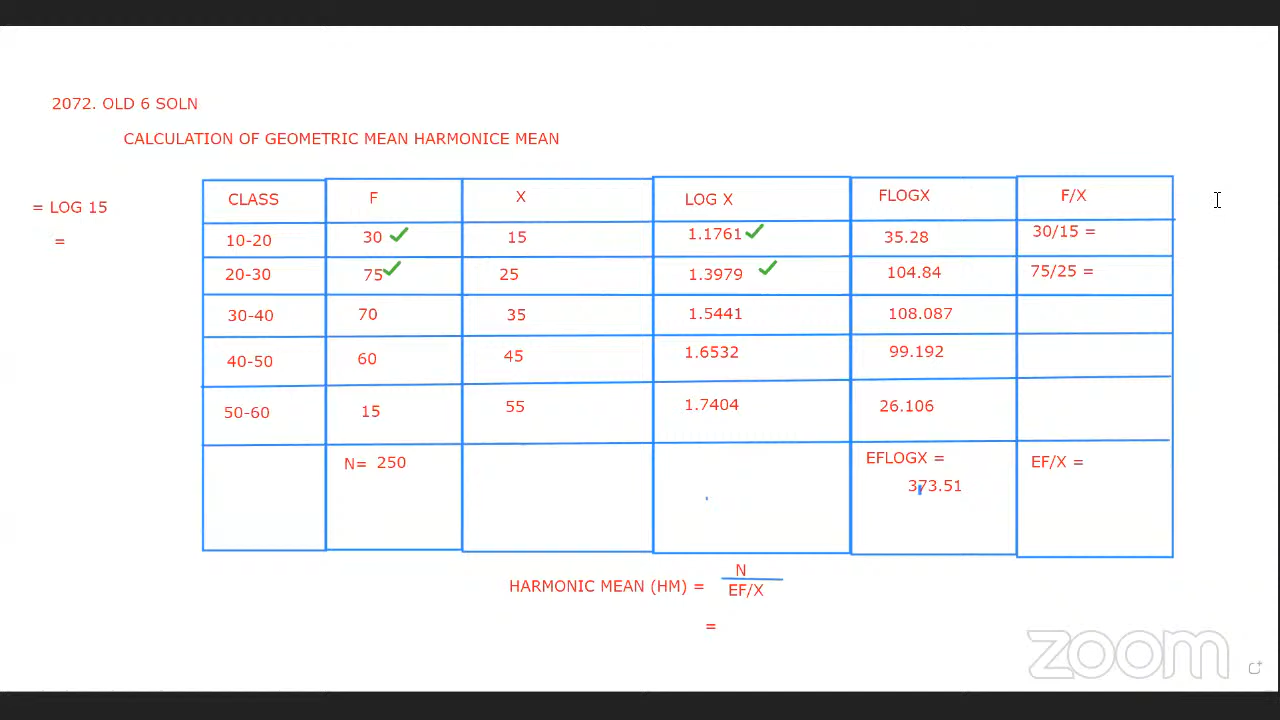 2072. OLD 6 SOLN
CALCULATION OF GEOMETRIC MEAN HARMONICE MEAN
= LOG 15
=
CLASS F X LOG X FLOGX F/X
10-20 30 15 1.1761 35.28 30/15 =
20-30 75 25 1.3979 104.84 75/25 =
30-40 70 35 1.5441 108.087
40-50 60 45 1.6532 99.192
50-60 15 55 1.7404 26.106
N= 250 EFLOGX = EF/X =
373.51
HARMONIC MEAN (HM) = N
EF/X
=
zoom